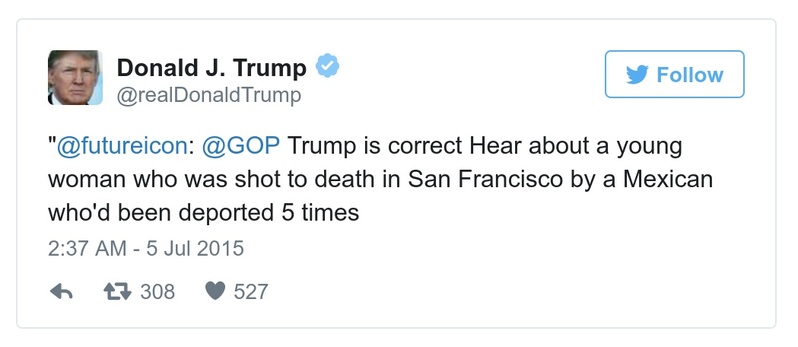 Donald J. Trump
@realDonaldTrump
Follow
"@futureicon: @GOP Trump is correct Hear about a young
woman who was shot to death in San Francisco by a Mexican
who'd been deported 5 times
2:37 AM - 5 Jul 2015
308 527